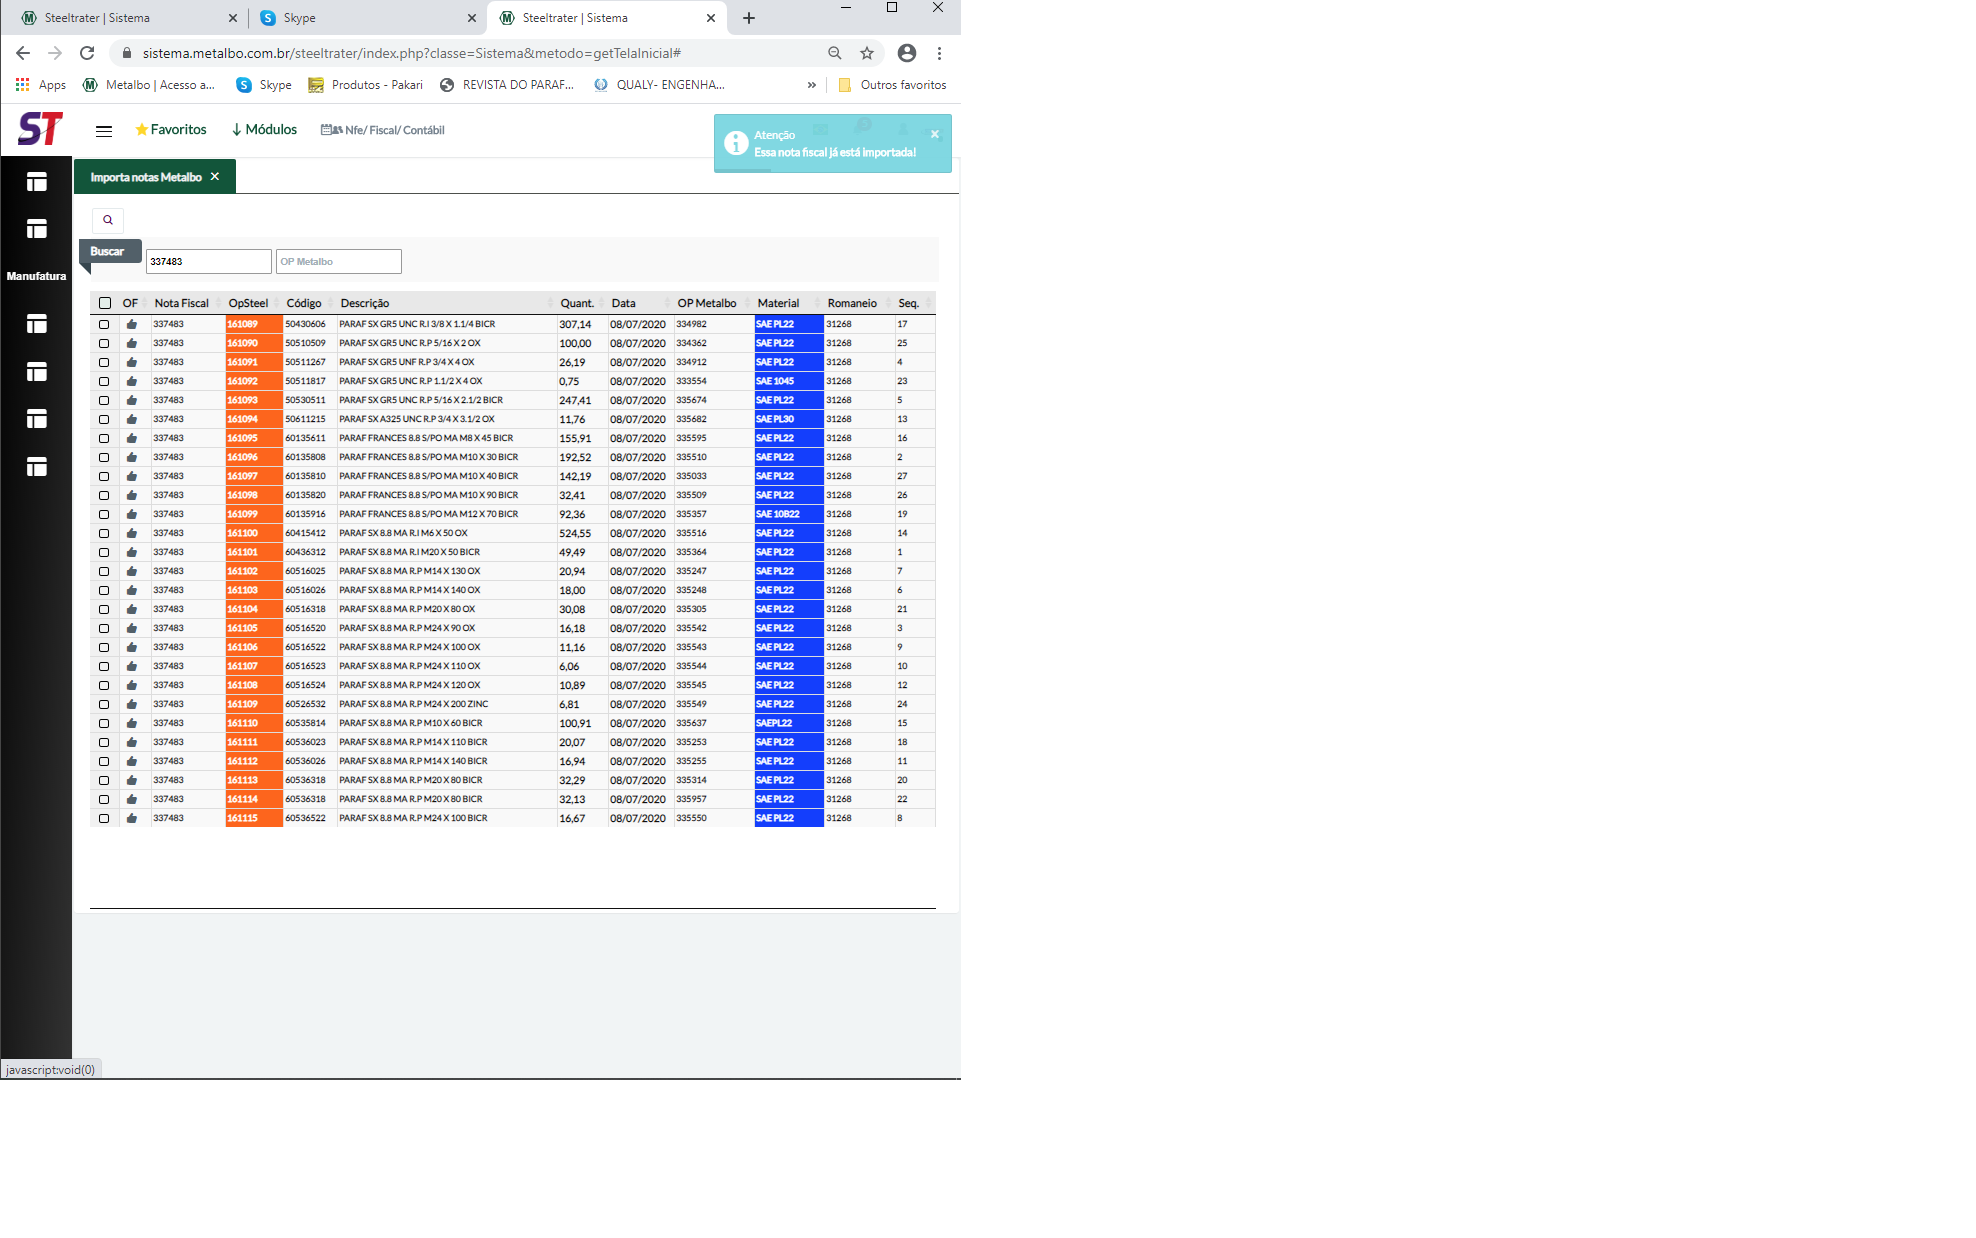 Steeltrater | Sistema
Skype
Steeltrater | Sistema
sistema.metalbo.com.br/steeltrater/index.php?classe=Sistema&metodo=getTelaInicial#
Apps
Metalbo | Acesso a...
Skype
Produtos - Pakari
REVISTA DO PARAF...
QUALY- ENGENHA...
»
Outros favoritos
ST
Favoritos
Módulos
Nfe/ Fiscal/ Contábil
Atenção
Essa nota fiscal já está importada!
Importa notas Metalbo
Buscar
337483
OP Metalbo
Manufatura
OF Nota Fiscal OpSteel Código Descrição Quant. Data OP Metalbo Material Romaneio Seq.
337483 161089 50430606 PARAF SX GR5 UNC R.I 3/8 X 1.1/4 BICR 307,14 08/07/2020 334982 SAE PL22 31268 17
337483 161090 50510509 PARAF SX GR5 UNC R.P 5/16 X 2 OX 100,00 08/07/2020 334362 SAE PL22 31268 25
337483 161091 50511267 PARAF SX GR5 UNF R.P 3/4 X 4 OX 26,19 08/07/2020 334912 SAE PL22 31268 4
337483 161092 50511817 PARAF SX GR5 UNC R.P 1.1/2 X 4 OX 0,75 08/07/2020 333554 SAE 1045 31268 23
337483 161093 50530511 PARAF SX GR5 UNC R.P 5/16 X 2.1/2 BICR 247,41 08/07/2020 335674 SAE PL22 31268 5
337483 161094 50611215 PARAF SX A325 UNC R.P 3/4 X 3.1/2 OX 11,76 08/07/2020 335682 SAE PL30 31268 13
337483 161095 60135611 PARAF FRANCES 8.8 S/PO MA M8 X 45 BICR 155,91 08/07/2020 335595 SAE PL22 31268 16
337483 161096 60135808 PARAF FRANCES 8.8 S/PO MA M10 X 30 BICR 192,52 08/07/2020 335510 SAE PL22 31268 2
337483 161097 60135810 PARAF FRANCES 8.8 S/PO MA M10 X 40 BICR 142,19 08/07/2020 335033 SAE PL22 31268 27
337483 161098 60135820 PARAF FRANCES 8.8 S/PO MA M10 X 90 BICR 32,41 08/07/2020 335509 SAE PL22 31268 26
337483 161099 60135916 PARAF FRANCES 8.8 S/PO MA M12 X 70 BICR 92,36 08/07/2020 335357 SAE 10B22 31268 19
337483 161100 60415412 PARAF SX 8.8 MA R.I M6 X 50 OX 524,55 08/07/2020 335516 SAE PL22 31268 14
337483 161101 60436312 PARAF SX 8.8 MA R.I M20 X 50 BICR 49,49 08/07/2020 335364 SAE PL22 31268 1
337483 161102 60516025 PARAF SX 8.8 MA R.P M14 X 130 OX 20,94 08/07/2020 335247 SAE PL22 31268 7
337483 161103 60516026 PARAF SX 8.8 MA R.P M14 X 140 OX 18,00 08/07/2020 335248 SAE PL22 31268 6
337483 161104 60516318 PARAF SX 8.8 MA R.P M20 X 80 OX 30,08 08/07/2020 335305 SAE PL22 31268 21
337483 161105 60516520 PARAF SX 8.8 MA R.P M24 X 90 OX 16,18 08/07/2020 335542 SAE PL22 31268 3
337483 161106 60516522 PARAF SX 8.8 MA R.P M24 X 100 OX 11,16 08/07/2020 335543 SAE PL22 31268 9
337483 161107 60516523 PARAF SX 8.8 MA R.P M24 X 110 OX 6,06 08/07/2020 335544 SAE PL22 31268 10
337483 161108 60516524 PARAF SX 8.8 MA R.P M24 X 120 OX 10,89 08/07/2020 335545 SAE PL22 31268 12
337483 161109 60526532 PARAF SX 8.8 MA R.P M24 X 200 ZINC 6,81 08/07/2020 335549 SAE PL22 31268 24
337483 161110 60535814 PARAF SX 8.8 MA R.P M10 X 60 BICR 100,91 08/07/2020 335637 SAEPL22 31268 15
337483 161111 60536023 PARAF SX 8.8 MA R.P M14 X 110 BICR 20,07 08/07/2020 335253 SAE PL22 31268 18
337483 161112 60536026 PARAF SX 8.8 MA R.P M14 X 140 BICR 16,94 08/07/2020 335255 SAE PL22 31268 11
337483 161113 60536318 PARAF SX 8.8 MA R.P M20 X 80 BICR 32,29 08/07/2020 335314 SAE PL22 31268 20
337483 161114 60536318 PARAF SX 8.8 MA R.P M20 X 80 BICR 32,13 08/07/2020 335957 SAE PL22 31268 22
337483 161115 60536522 PARAF SX 8.8 MA R.P M24 X 100 BICR 16,67 08/07/2020 335550 SAE PL22 31268 8
javascript:void(0)